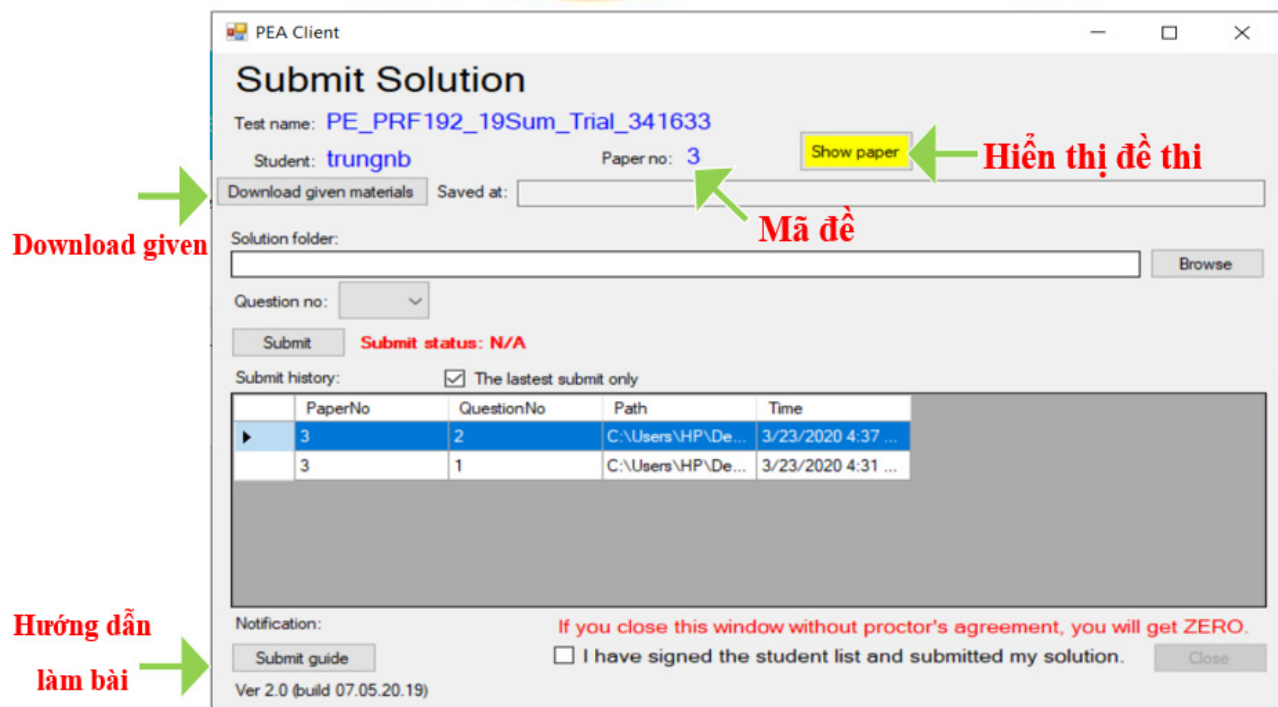 PEA Client
Submit Solution
Test name: PE_PRF192_19Sum_Trial_341633
Student: trungnb Paper no: 3 Show paper Hiển thị đề thi
Download given materials Saved at:
Mã đề
Download given
Solution folder:
Browse
Question no:
Submit Submit status: N/A
Submit history: The lastest submit only
PaperNo QuestionNo Path Time
3 2 C:\Users\HP\De... 3/23/2020 4:37 ...
3 1 C:\Users\HP\De... 3/23/2020 4:31 ...
Hướng dẫn
làm bài
Notification: If you close this window without proctor's agreement, you will get ZERO.
Submit guide I have signed the student list and submitted my solution. Close
Ver 2.0 (build 07.05.20.19)